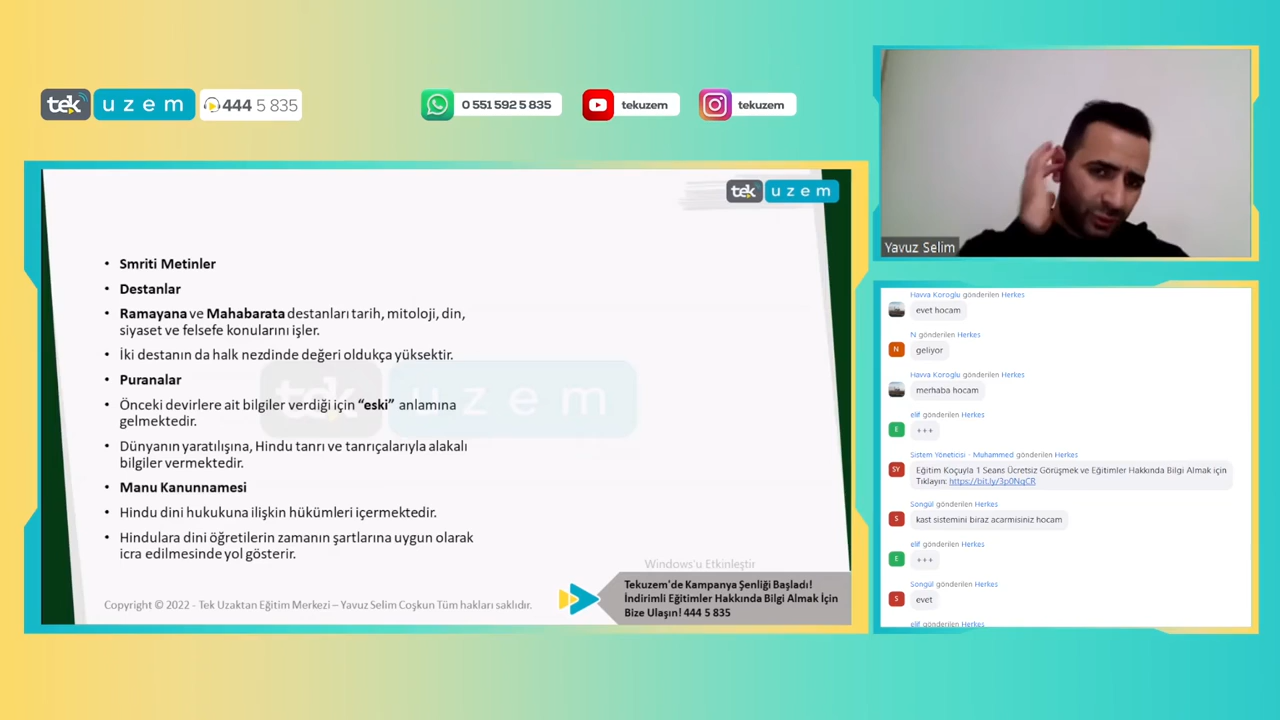 tek uzem 444 5 835
0 551 592 5 835
tekuzem
tekuzem
tek uzem
• Smriti Metinler
• Destanlar
• Ramayana ve Mahabarata destanları tarih, mitoloji, din,
siyaset ve felsefe konularını işler.
• İki destanın da halk nezdinde değeri oldukça yüksektir.
• Puranalar
• Önceki devirlere ait bilgiler verdiği için “eski” anlamına
gelmektedir.
• Dünyanın yaratılışına, Hindu tanrı ve tanrıçalarıyla alakalı
bilgiler vermektedir.
• Manu Kanunnamesi
• Hindu dini hukukuna ilişkin hükümleri içermektedir.
• Hindulara dini öğretilerin zamanın şartlarına uygun olarak
icra edilmesinde yol gösterir.
tek uzem
Windows'u Etkinleştir
Copyright © 2022 - Tek Uzaktan Eğitim Merkezi – Yavuz Selim Coşkun Tüm hakları saklıdır.
Tekuzem'de Kampanya Şenliği Başladı!
İndirimli Eğitimler Hakkında Bilgi Almak İçin
Bize Ulaşın! 444 5 835
Yavuz Selim
Havva Köroğlu gönderilen Herkes
evet hocam
N gönderilen Herkes
N
geliyor
Havva Köroğlu gönderilen Herkes
merhaba hocam
elif gönderilen Herkes
E
+++
Sistem Yöneticisi - Muhammed gönderilen Herkes
SY
Eğitim Koçuyla 1 Seans Ücretsiz Görüşmek ve Eğitimler Hakkında Bilgi Almak için
Tıklayın: https://bit.ly/3p0NqCR
Songül gönderilen Herkes
S
kast sistemini biraz acarmisiniz hocam
elif gönderilen Herkes
E
+++
Songül gönderilen Herkes
S
evet
elif gönderilen Herkes